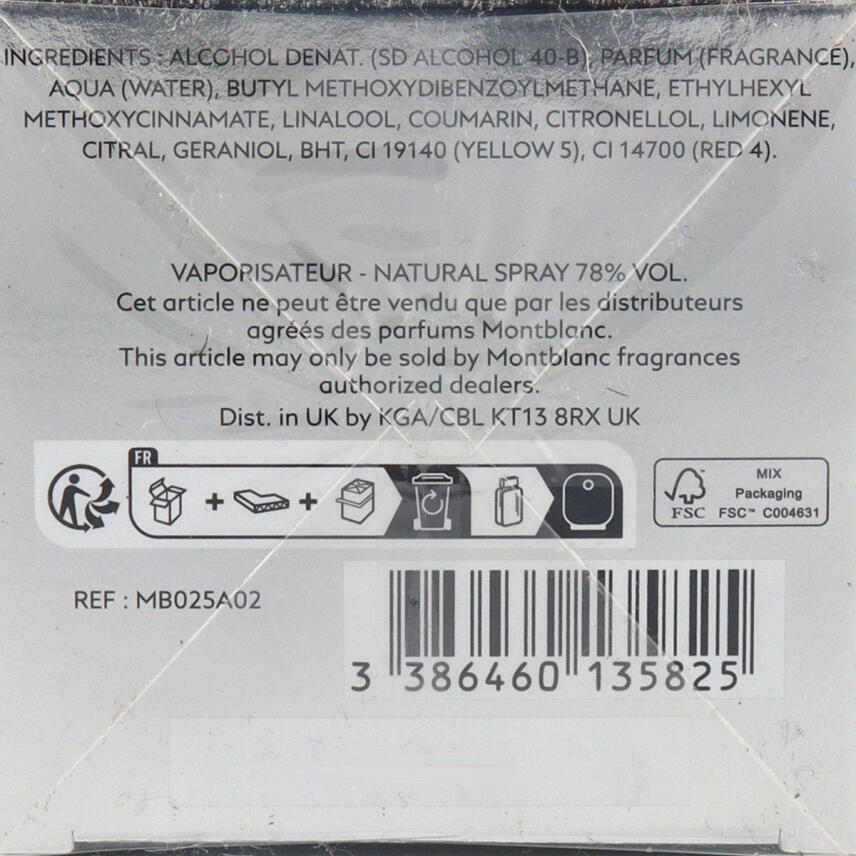 INGREDIENTS : ALCOHOL DENAT. (SD ALCOHOL 40-B), PARFUM (FRAGRANCE),
AQUA (WATER), BUTYL METHOXYDIBENZOYLMETHANE, ETHYLHEXYL
METHOXYCINNAMATE, LINALOOL, COUMARIN, CITRONELLOL, LIMONENE,
CITRAL, GERANIOL, BHT, CI 19140 (YELLOW 5), CI 14700 (RED 4).
VAPORISATEUR - NATURAL SPRAY 78% VOL.
Cet article ne peut être vendu que par les distributeurs
agréés des parfums Montblanc.
This article may only be sold by Montblanc fragrances
authorized dealers.
Dist. in UK by KGA/CBL KT13 8RX UK
FR
FSC
MIX
Packaging
FSC™ C004631
REF : MB025A02
3 386460 135825